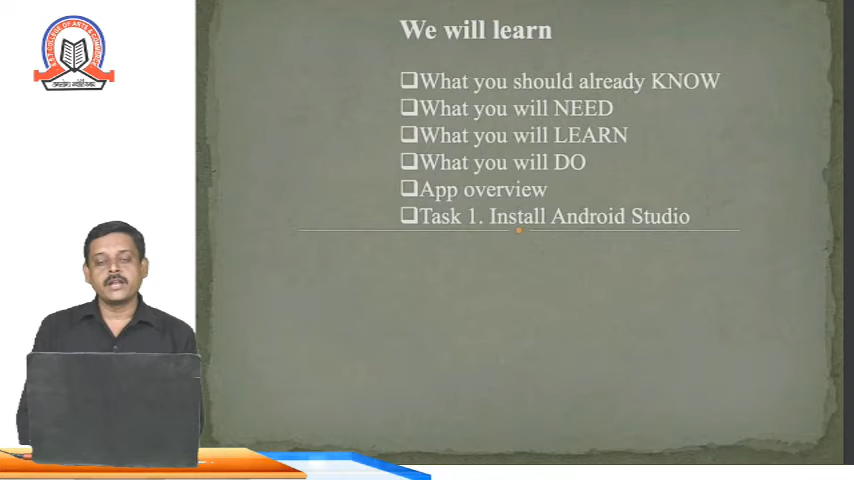 We will learn
❑What you should already KNOW
❑What you will NEED
❑What you will LEARN
❑What you will DO
❑App overview
❑Task 1. Install Android Studio